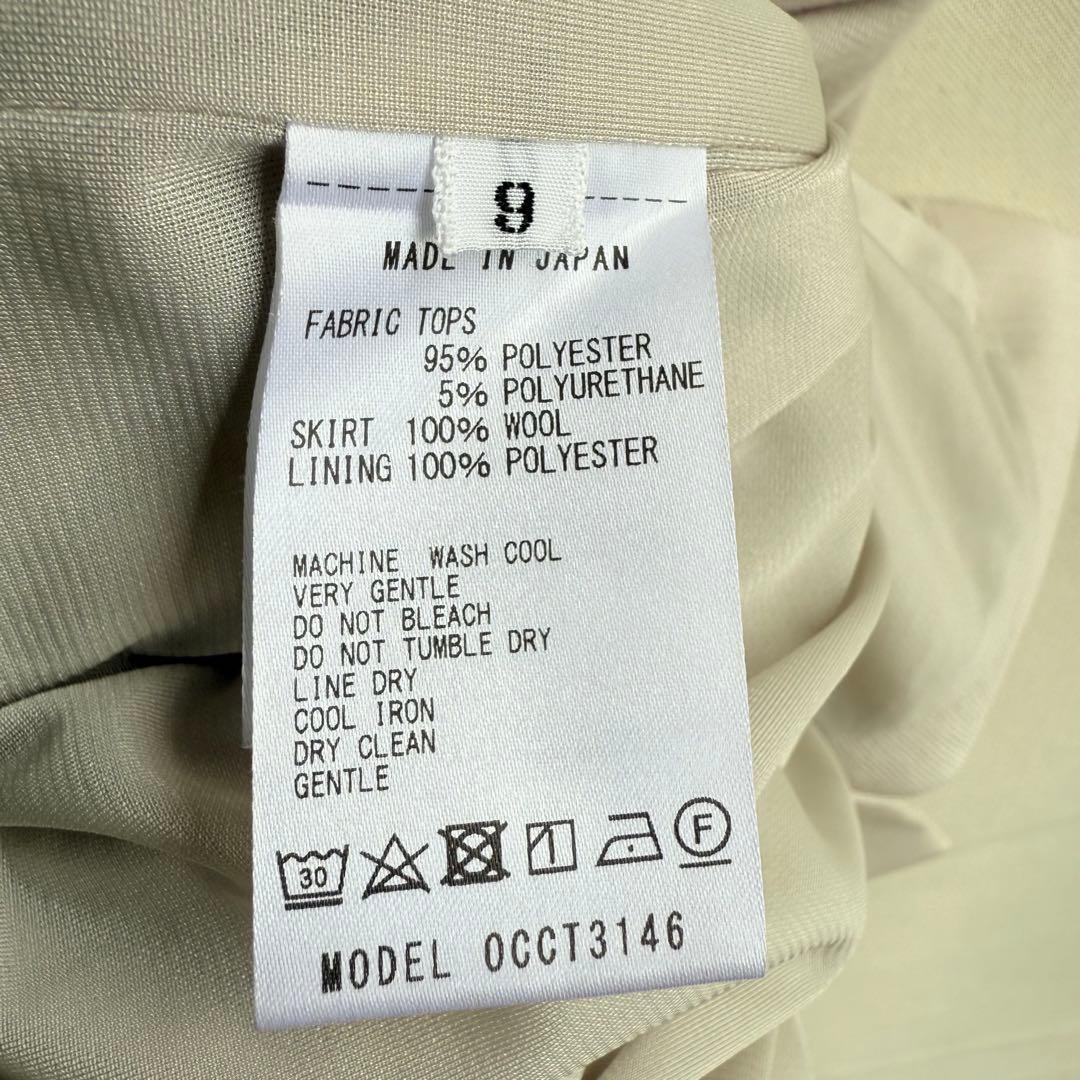 9
MADE IN JAPAN
FABRIC TOPS
95% POLYESTER
5% POLYURETHANE
SKIRT 100% WOOL
LINING 100% POLYESTER
MACHINE WASH COOL
VERY GENTLE
DO NOT BLEACH
DO NOT TUMBLE DRY
LINE DRY
COOL IRON
DRY CLEAN
GENTLE
30 F
MODEL OCCT3146